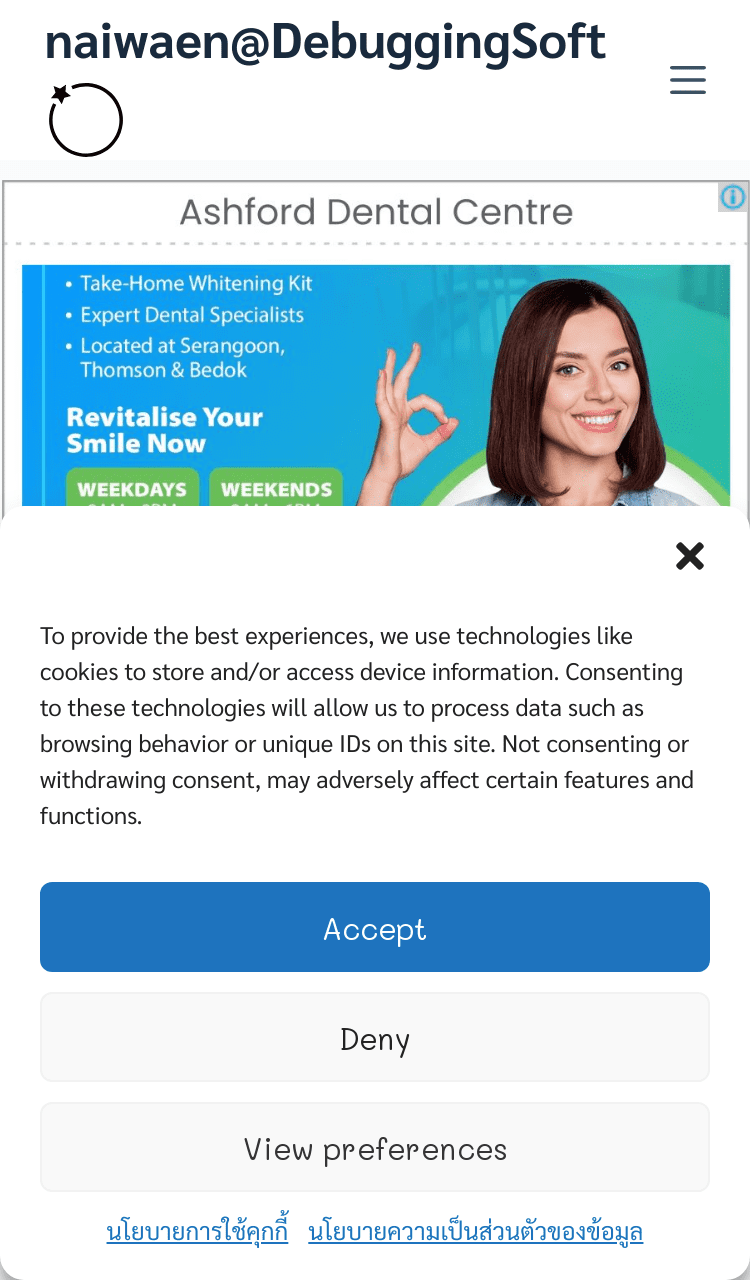 naiwaen@DebuggingSoft
Ashford Dental Centre
• Take-Home Whitening Kit
• Expert Dental Specialists
• Located at Serangoon,
Thomson & Bedok
Revitalise Your
Smile Now
WEEKDAYS WEEKENDS
To provide the best experiences, we use technologies like
cookies to store and/or access device information. Consenting
to these technologies will allow us to process data such as
browsing behavior or unique IDs on this site. Not consenting or
withdrawing consent, may adversely affect certain features and
functions.
Accept
Deny
View preferences
นโยบายการใช้คุกกี้ นโยบายความเป็นส่วนตัวของข้อมูล